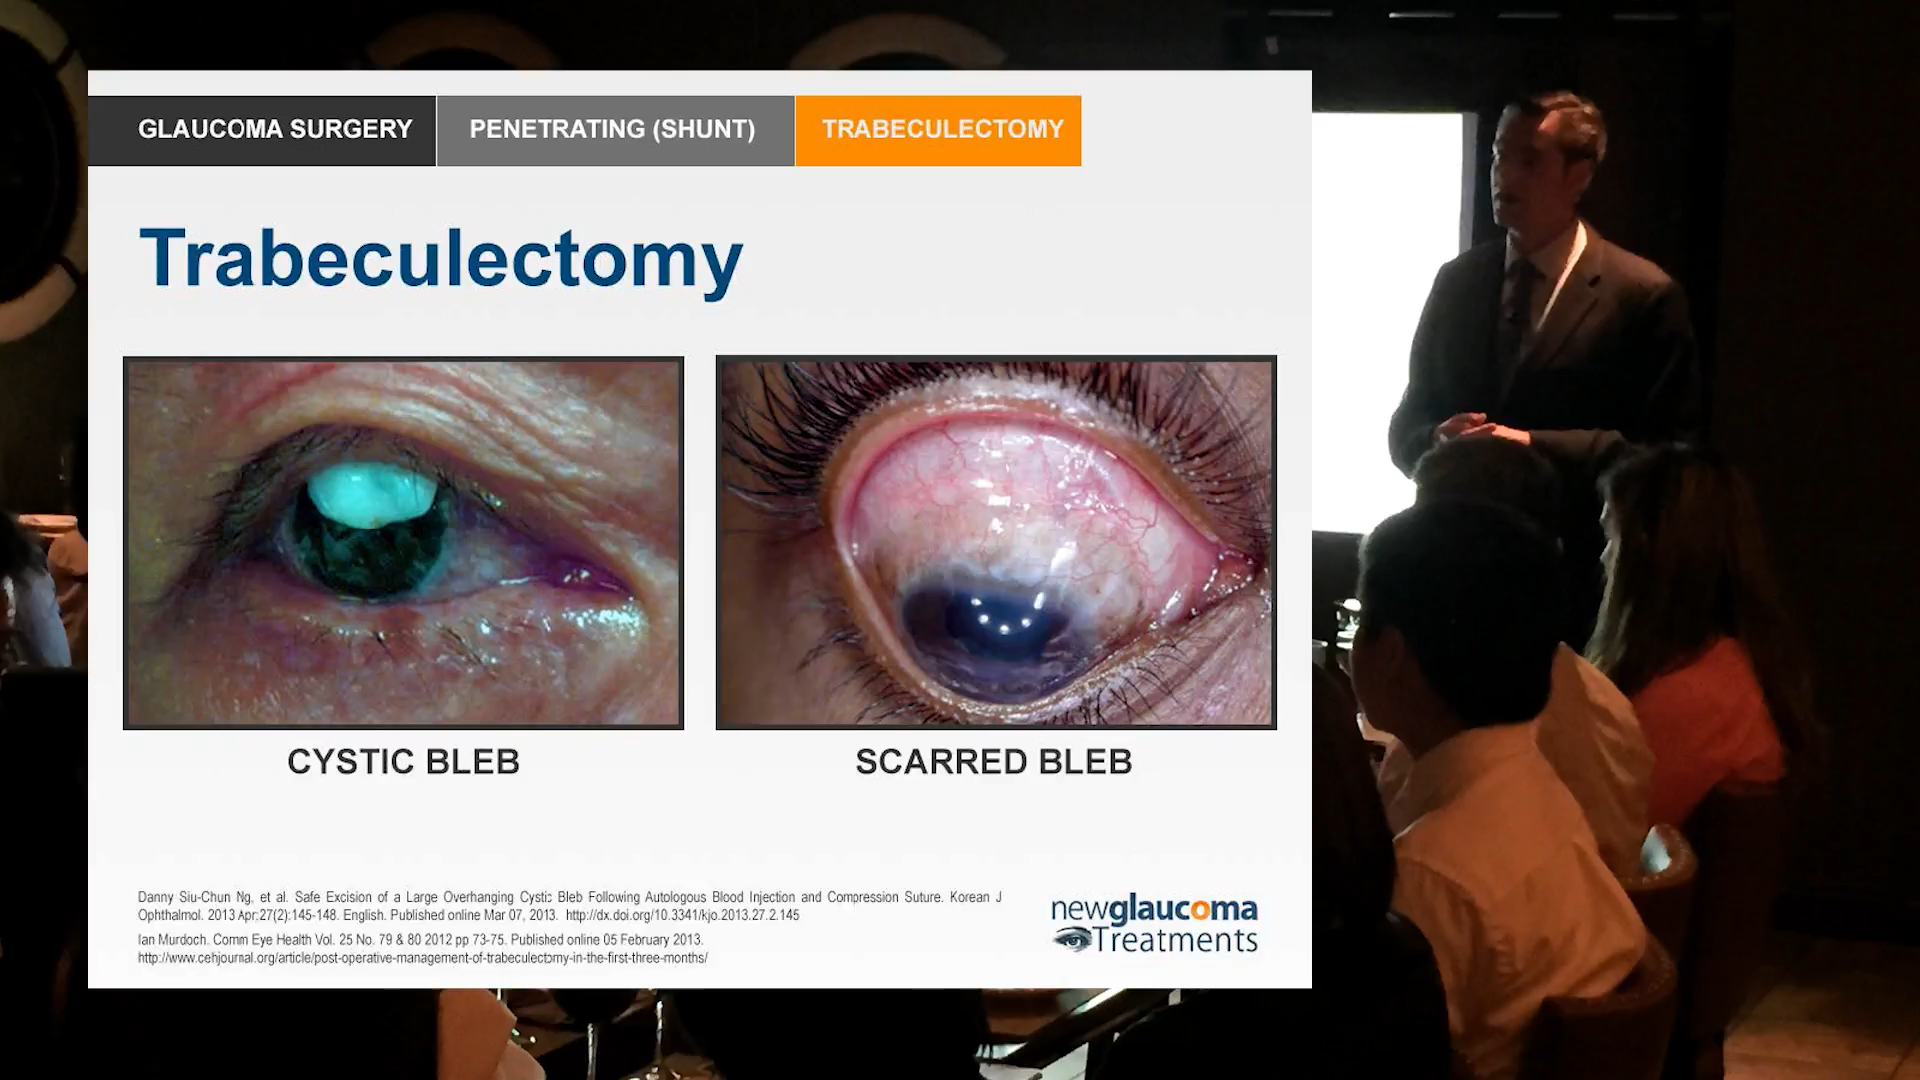 GLAUCOMA SURGERY
PENETRATING (SHUNT)
TRABECULECTOMY
Trabeculectomy
CYSTIC BLEB
SCARRED BLEB
Danny Siu-Chun Ng, et al. Safe Excision of a Large Overhanging Cystic Bleb Following Autologous Blood Injection and Compression Suture. Korean J
Ophthalmol. 2013 Apr;27(2):145-148. English. Published online Mar 07, 2013. http://dx.doi.org/10.3341/kjo.2013.27.2.145
Ian Murdoch. Comm Eye Health Vol. 25 No. 79 & 80 2012 pp 73-75. Published online 05 February 2013.
http://www.cehjournal.org/article/post-operative-management-of-trabeculectomy-in-the-first-three-months/
newglaucoma
Treatments